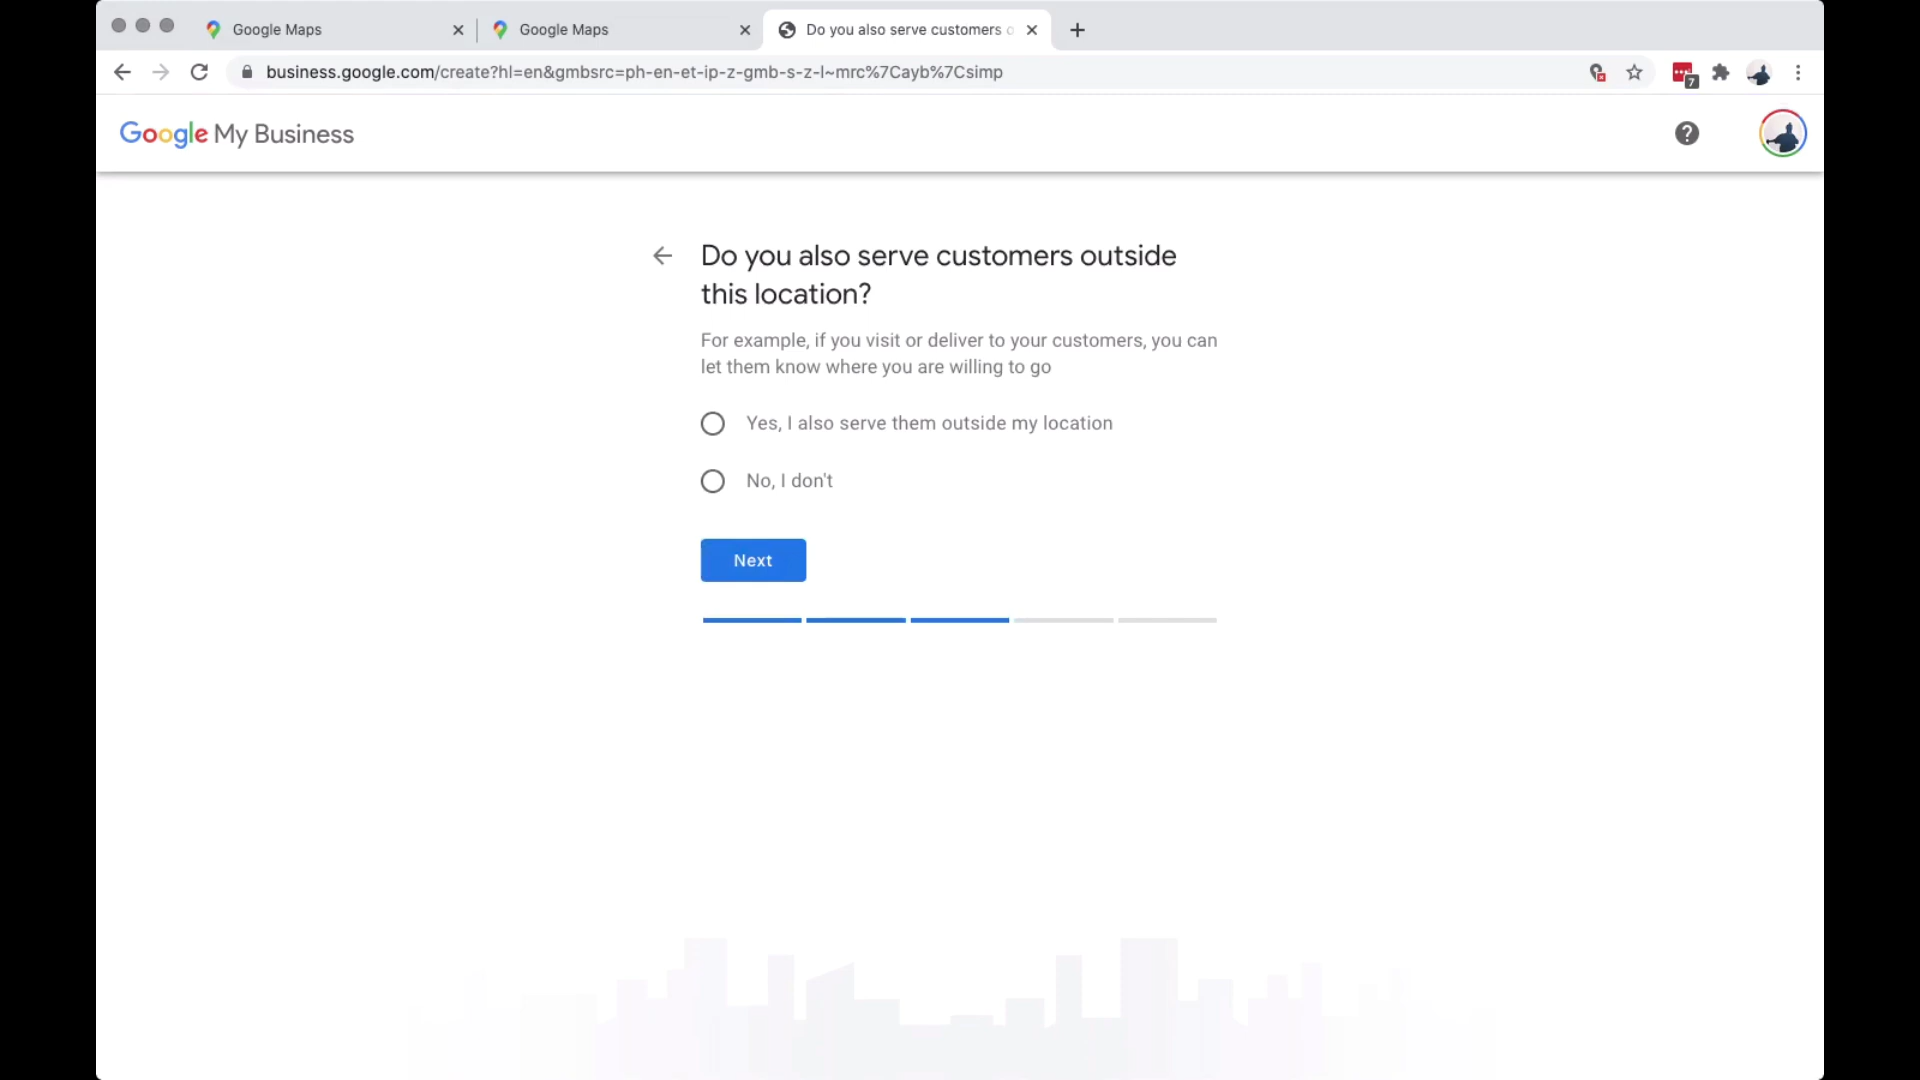 Google Maps
Google Maps
Do you also serve customers o
business.google.com/create?hl=en&gmbsrc=ph-en-et-ip-z-gmb-s-z-l~mrc%7Cayb%7Csimp
7
Google My Business
Do you also serve customers outside
this location?
For example, if you visit or deliver to your customers, you can
let them know where you are willing to go
Yes, I also serve them outside my location
No, I don't
Next